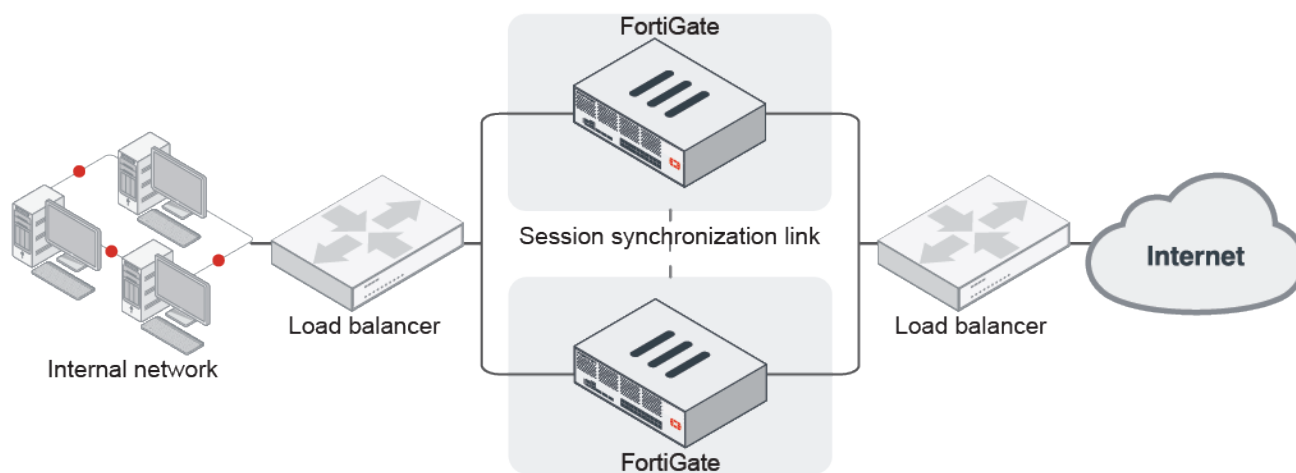 FortiGate
Session synchronization link
Load balancer
Load balancer
Internet
Internal network
FortiGate